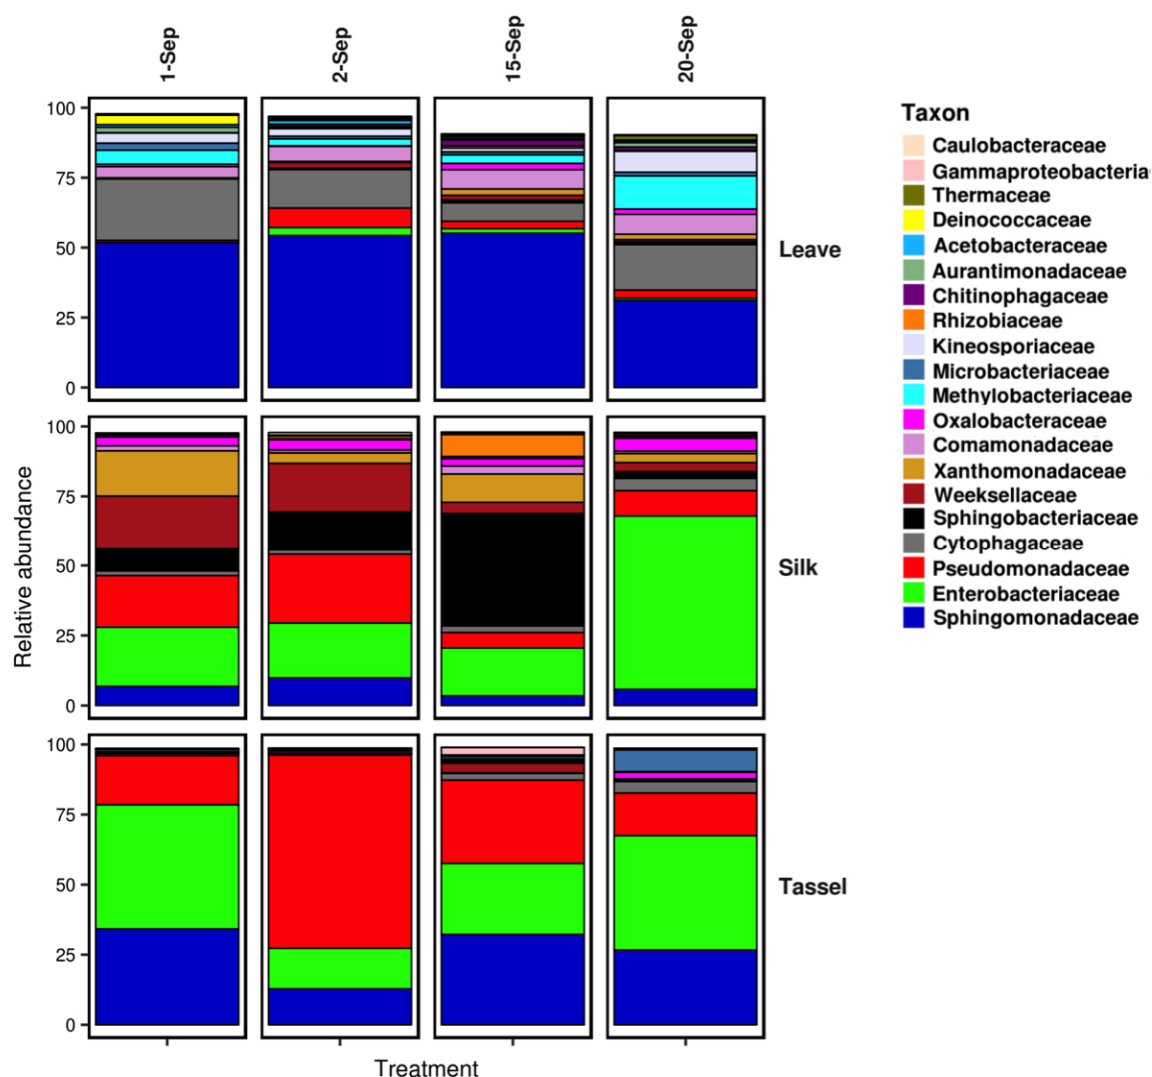 1-Sep
2-Sep
15-Sep
20-Sep
100
75
50
25
0
Leave
100
75
50
25
0
Silk
100
75
50
25
0
Tassel
Relative abundance
Treatment
Taxon
Caulobacteraceae
Gammaproteobacteria
Thermaceae
Deinococcaceae
Acetobacteraceae
Aurantimonadaceae
Chitinophagaceae
Rhizobiaceae
Kineosporiaceae
Microbacteriaceae
Methylobacteriaceae
Oxalobacteraceae
Comamonadaceae
Xanthomonadaceae
Weeksellaceae
Sphingobacteriaceae
Cytophagaceae
Pseudomonadaceae
Enterobacteriaceae
Sphingomonadaceae